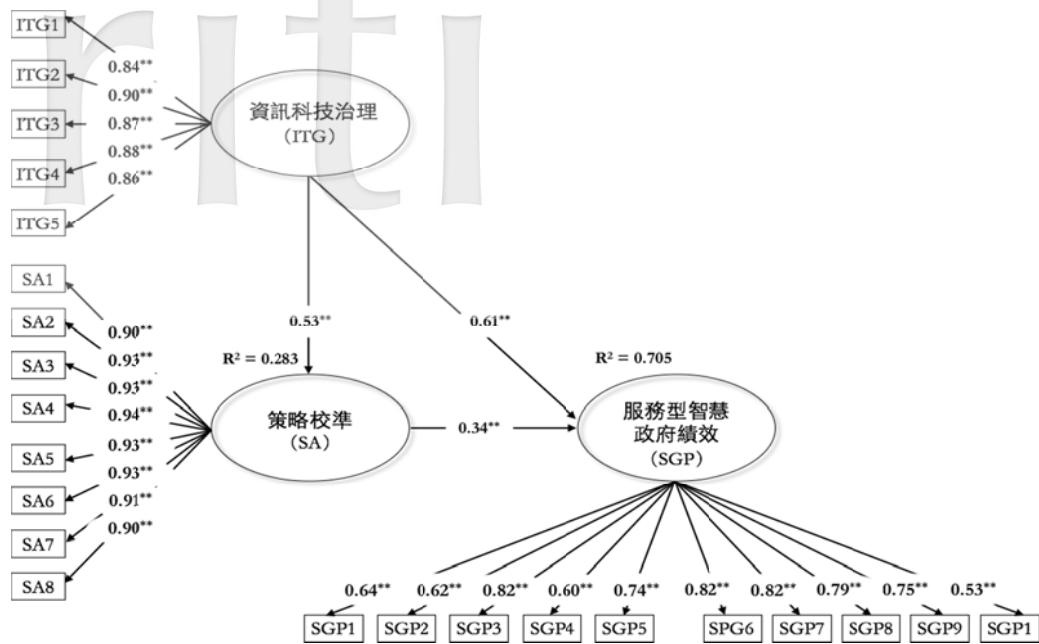 riti
ITG1
ITG2
ITG3
ITG4
ITG5
0.84**
0.90**
0.87**
0.88**
0.86**
資訊科技治理
（ITG）
SA1
SA2
SA3
SA4
SA5
SA6
SA7
SA8
0.90**
0.93**
0.93**
0.94**
0.93**
0.93**
0.91**
0.90**
0.53**
0.61**
R² = 0.283
R² = 0.705
策略校準
（SA）
0.34**
服務型智慧
政府績效
（SGP）
0.64** 0.62** 0.82** 0.60** 0.74** 0.82** 0.82** 0.79** 0.75** 0.53**
SGP1 SGP2 SGP3 SGP4 SGP5 SPG6 SGP7 SGP8 SGP9 SGP1